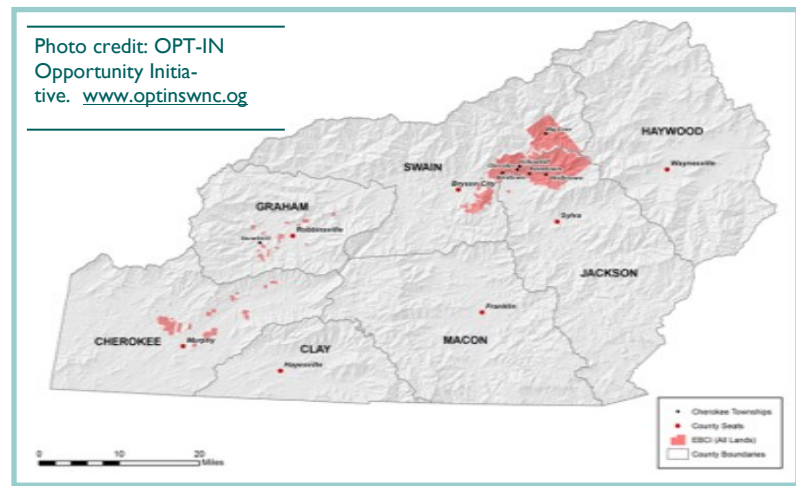 Photo credit: OPT-IN
Opportunity Initia-
tive. www.optinswnc.og
HAYWOOD
Waynesville
SWAIN
Big Cove
Bryson City
GRAHAM
Robbinsville
Sylva
JACKSON
Franklin
MACON
CHEROKEE
Murphy
CLAY
Hayesville
Cherokee Townships
County Seats
EBCI (All Lands)
County Boundaries
0 10 20
Miles